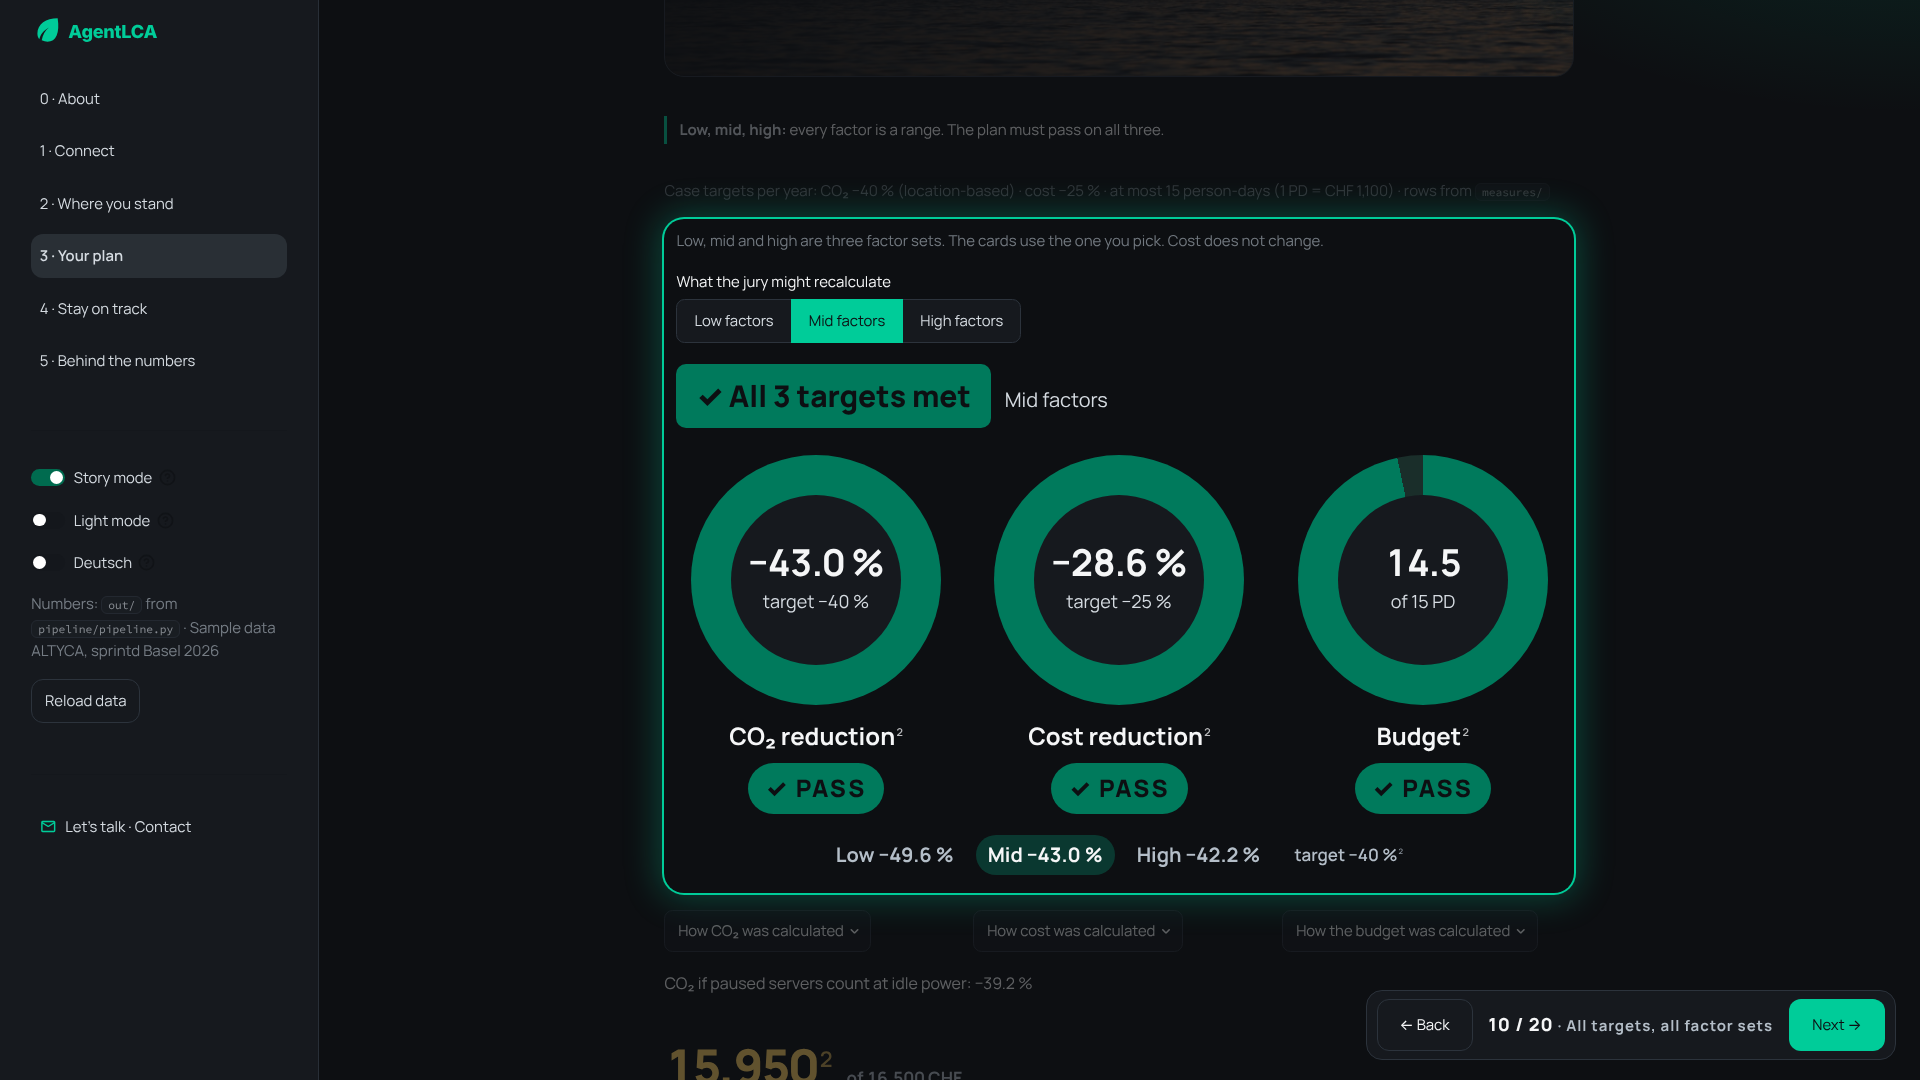 AgentLCA
0 · About
1 · Connect
2 · Where you stand
3 · Your plan
4 · Stay on track
5 · Behind the numbers
Story mode ?
Light mode ?
Deutsch ?
Numbers: out/ from
pipeline/pipeline.py · Sample data
ALTYCA, sprintd Basel 2026
Reload data
Let's talk · Contact
Low, mid, high: every factor is a range. The plan must pass on all three.
Case targets per year: CO₂ −40 % (location-based) · cost −25 % · at most 15 person-days (1 PD = CHF 1,100) · rows from measures/
Low, mid and high are three factor sets. The cards use the one you pick. Cost does not change.
What the jury might recalculate
Low factors Mid factors High factors
✓ All 3 targets met Mid factors
−43.0 % −28.6 % 14.5
target −40 % target −25 % of 15 PD
CO₂ reduction² Cost reduction² Budget²
✓ PASS ✓ PASS ✓ PASS
Low −49.6 % Mid −43.0 % High −42.2 % target −40 %²
How CO₂ was calculated How cost was calculated How the budget was calculated
CO₂ if paused servers count at idle power: −39.2 %
15,950² of 16,500 CHF
← Back 10 / 20 · All targets, all factor sets Next →